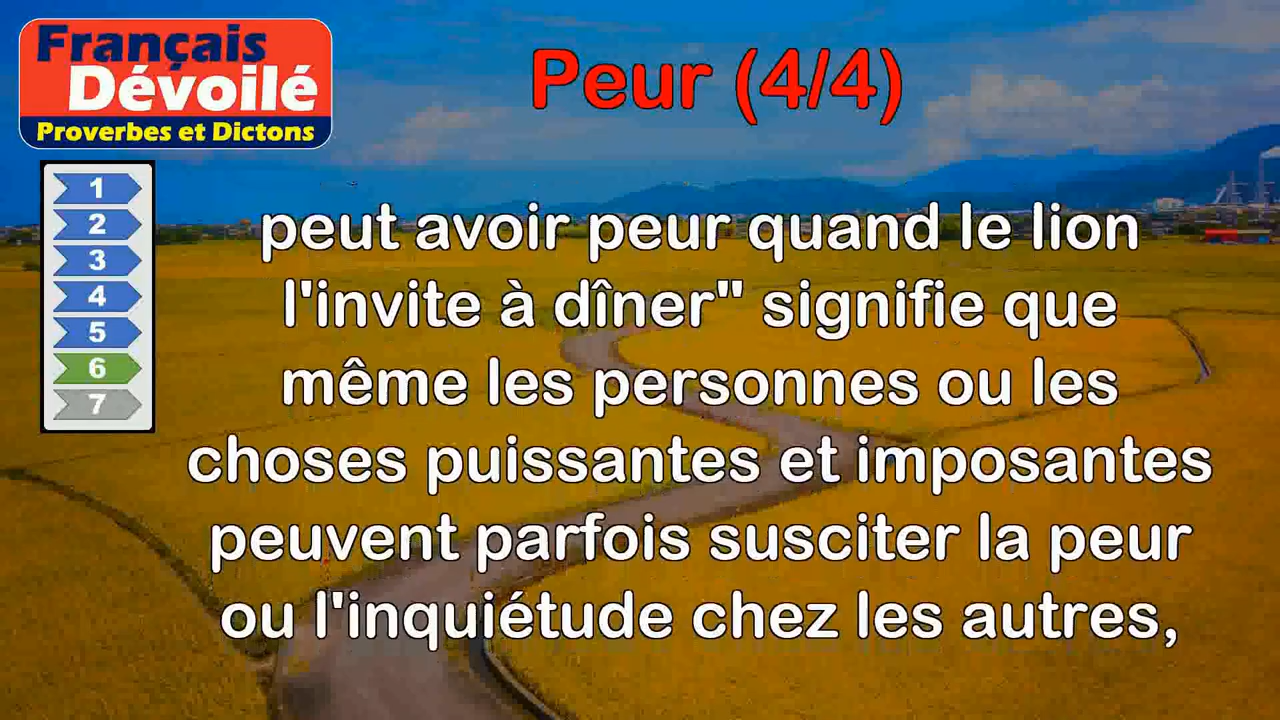 Français
Dévoilé
Proverbes et Dictons
Peur (4/4)
1
2
3
4
5
6
7
peut avoir peur quand le lion
l'invite à dîner" signifie que
même les personnes ou les
choses puissantes et imposantes
peuvent parfois susciter la peur
ou l'inquiétude chez les autres,